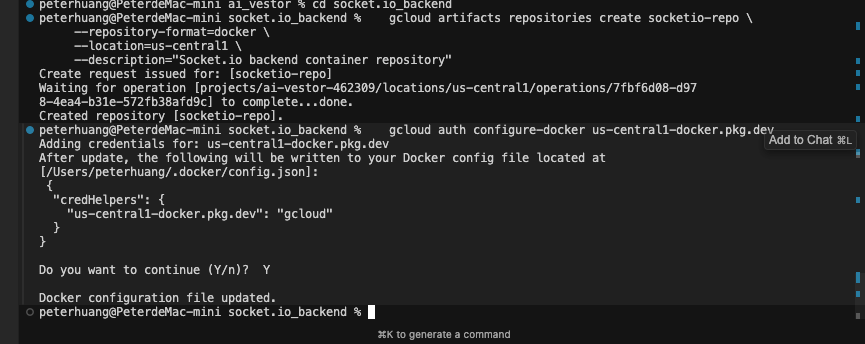 peterhuang@PeterdeMac-mini ai_vestor % cd socket.io_backend
peterhuang@PeterdeMac-mini socket.io_backend %    gcloud artifacts repositories create socketio-repo \
     --repository-format=docker \
     --location=us-central1 \
     --description="Socket.io backend container repository"
Create request issued for: [socketio-repo]
Waiting for operation [projects/ai-vestor-462309/locations/us-central1/operations/7fbf6d08-d97
8-4ea4-b31e-572fb38afd9c] to complete...done.
Created repository [socketio-repo].
peterhuang@PeterdeMac-mini socket.io_backend %    gcloud auth configure-docker us-central1-docker.pkg.dev
Add to Chat ⌘L
Adding credentials for: us-central1-docker.pkg.dev
After update, the following will be written to your Docker config file located at
[/Users/peterhuang/.docker/config.json]:
 {
  "credHelpers": {
    "us-central1-docker.pkg.dev": "gcloud"
  }
}
Do you want to continue (Y/n)?  Y
Docker configuration file updated.
peterhuang@PeterdeMac-mini socket.io_backend %
⌘K to generate a command